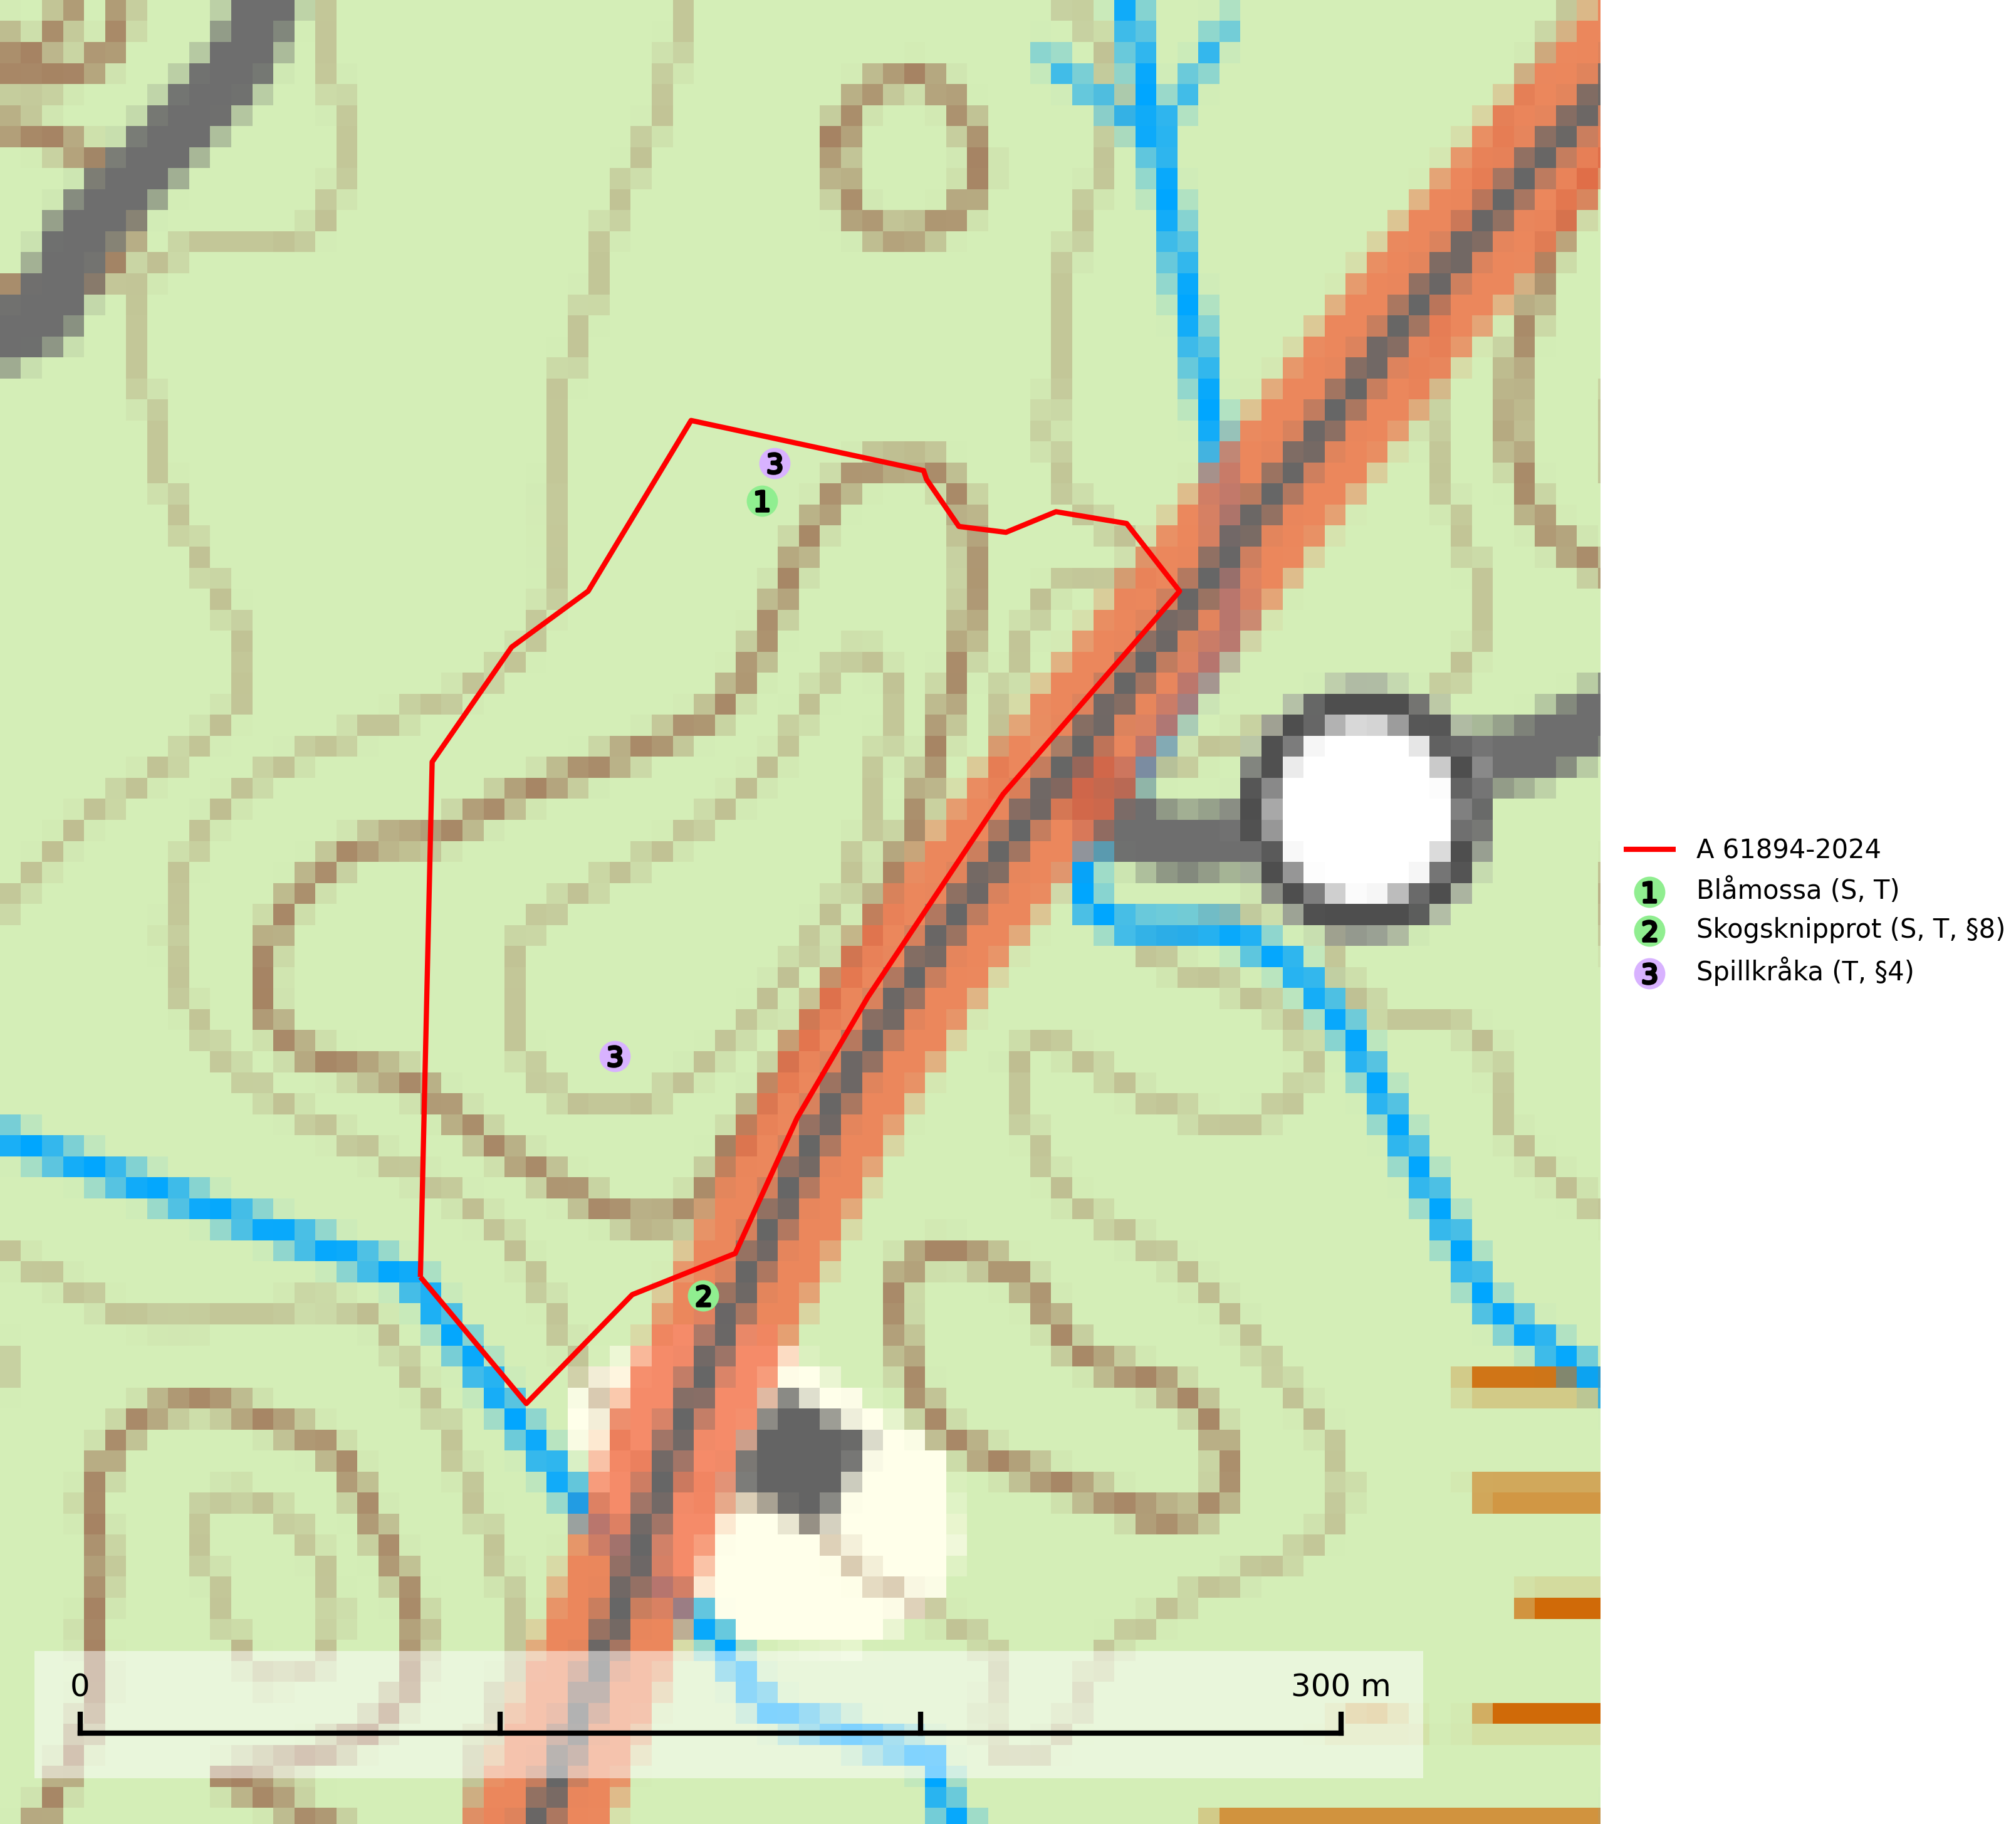 3
1
3
2
A 61894-2024
1 Blåmossa (S, T)
2 Skogsknipprot (S, T, §8)
3 Spillkråka (T, §4)
0 300 m